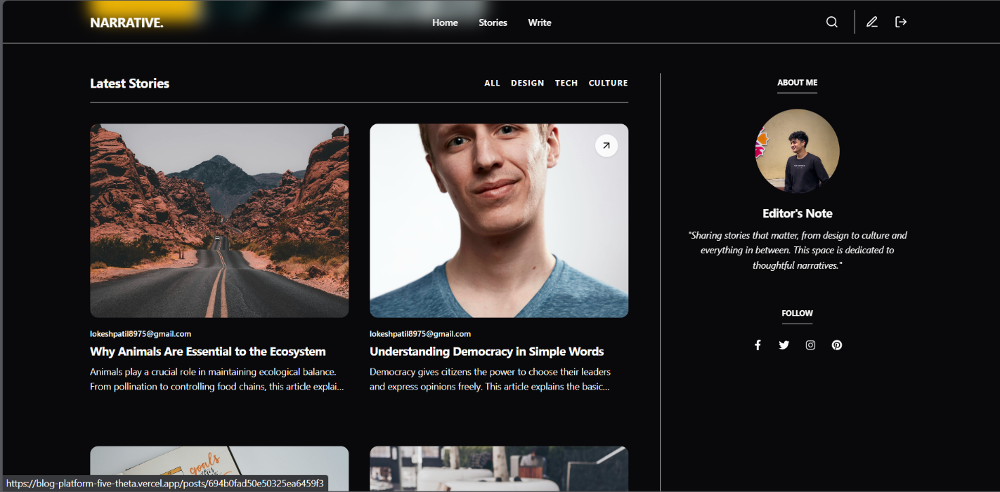 NARRATIVE.
Home Stories Write
Latest Stories
ALL DESIGN TECH CULTURE
lokeshpatil8975@gmail.com
Why Animals Are Essential to the Ecosystem
Animals play a crucial role in maintaining ecological balance.
From pollination to controlling food chains, this article explai...
lokeshpatil8975@gmail.com
Understanding Democracy in Simple Words
Democracy gives citizens the power to choose their leaders
and express opinions freely. This article explains the basic...
goals
ABOUT ME
Editor's Note
"Sharing stories that matter, from design to culture and
everything in between. This space is dedicated to
thoughtful narratives."
FOLLOW
https://blog-platform-five-theta.vercel.app/posts/694b0fad50e50325ea6459f3